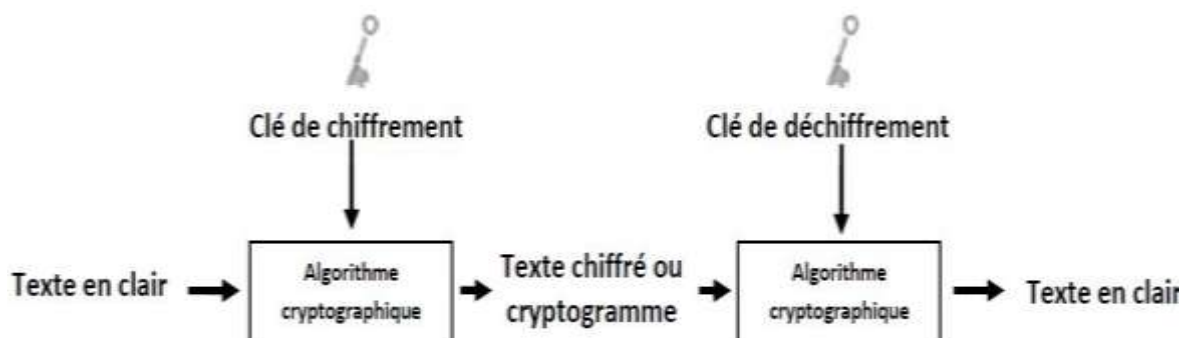 Clé de chiffrement
Clé de déchiffrement
Texte en clair
Algorithme
cryptographique
Texte chiffré ou
cryptogramme
Algorithme
cryptographique
Texte en clair